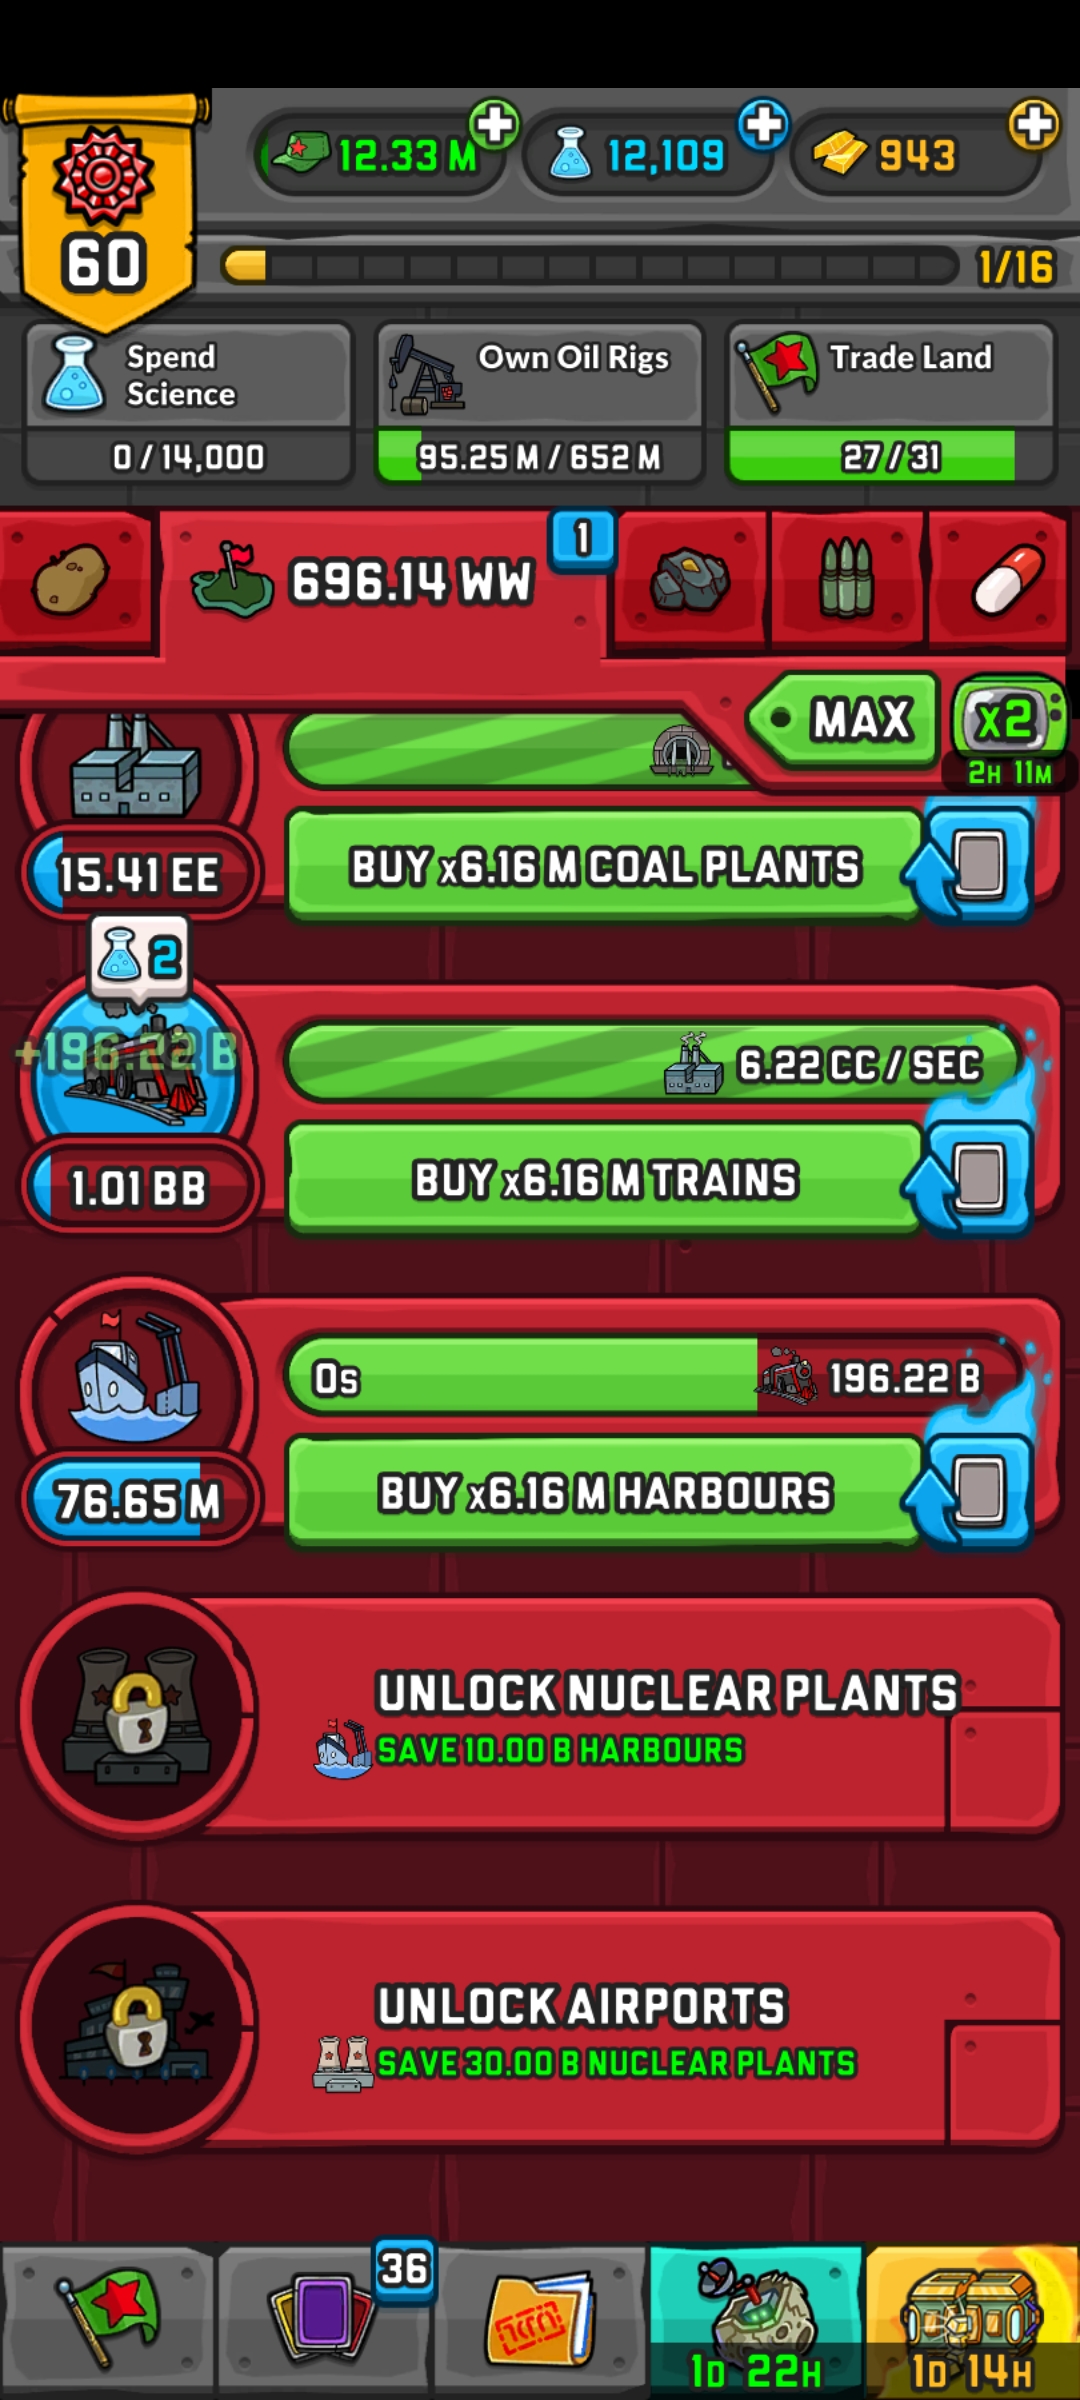 12.33 M
12,109
943
60
1/16
Spend
Science
Own Oil Rigs
Trade Land
0 / 14,000
95.25 M / 652 M
27 / 31
1
696.14 WW
MAX
x2
2H 11M
15.41 EE
BUY x6.16 M COAL PLANTS
2
+196.22 B
6.22 CC / SEC
1.01 BB
BUY x6.16 M TRAINS
0s
196.22 B
76.65 M
BUY x6.16 M HARBOURS
UNLOCK NUCLEAR PLANTS
SAVE 10.00 B HARBOURS
UNLOCK AIRPORTS
SAVE 30.00 B NUCLEAR PLANTS
36
1D 22H
1D 14H